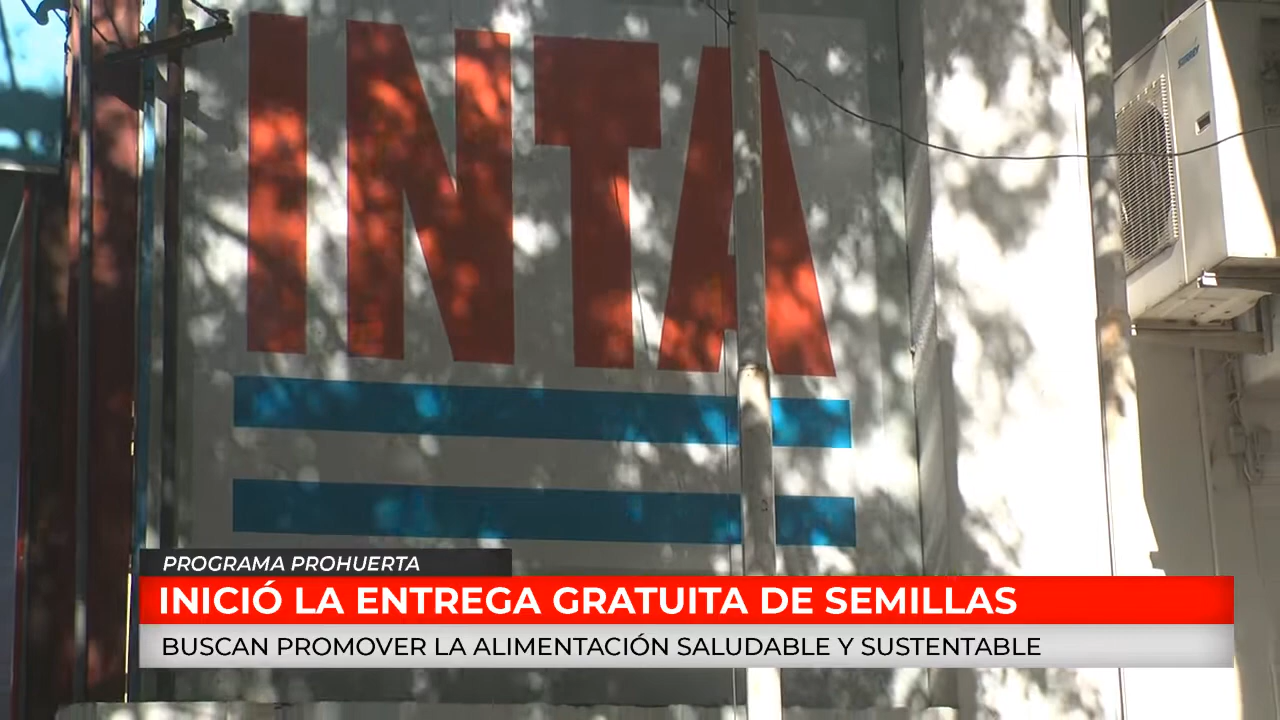 INTA
PROGRAMA PROHUERTA
INICIÓ LA ENTREGA GRATUITA DE SEMILLAS
BUSCAN PROMOVER LA ALIMENTACIÓN SALUDABLE Y SUSTENTABLE